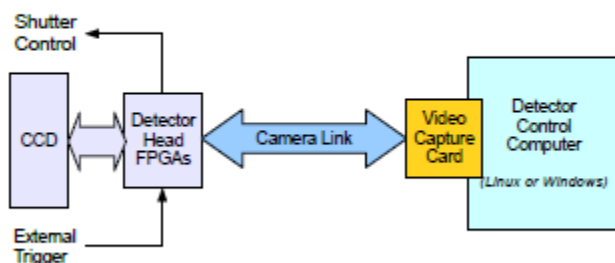 Shutter
Control
CCD
Detector
Head
FPGAs
Camera Link
Video
Capture
Card
Detector
Control
Computer
(Linux or Windows)
External
Trigger